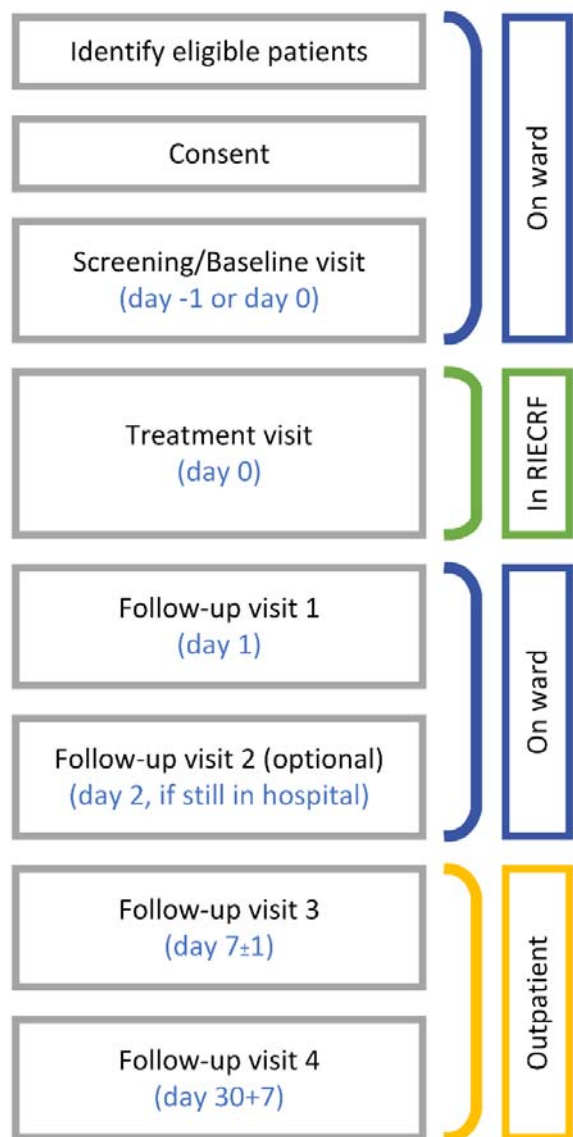 Identify eligible patients
Consent
Screening/Baseline visit
(day -1 or day 0)
On ward
Treatment visit
(day 0)
In RIECRF
Follow-up visit 1
(day 1)
Follow-up visit 2 (optional)
(day 2, if still in hospital)
On ward
Follow-up visit 3
(day 7±1)
Follow-up visit 4
(day 30+7)
Outpatient